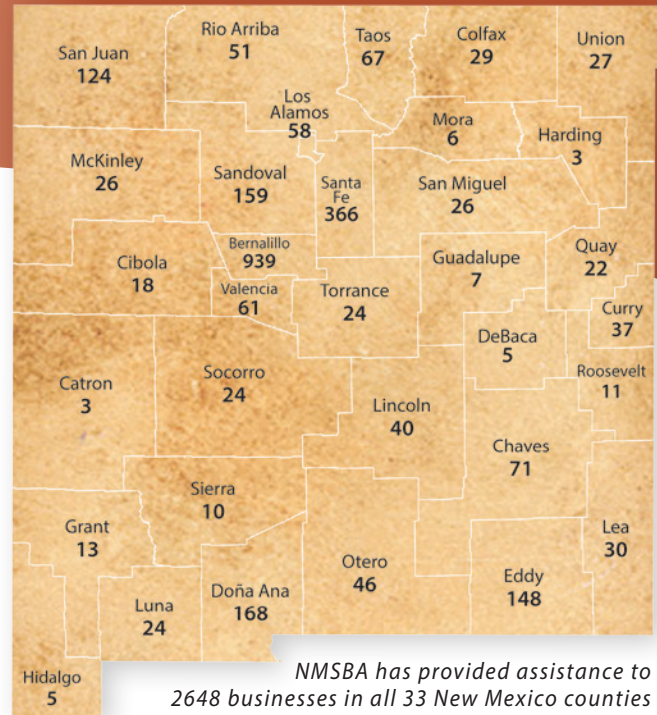 San Juan
124
Rio Arriba
51
Taos
67
Colfax
29
Union
27
Los
Alamos
58
Mora
6
Harding
3
McKinley
26
Sandoval
159
Santa
Fe
366
San Miguel
26
Bernalillo
939
Guadalupe
7
Quay
22
Cibola
18
Valencia
61
Torrance
24
Curry
37
DeBaca
5
Roosevelt
11
Catron
3
Socorro
24
Lincoln
40
Chaves
71
Sierra
10
Grant
13
Lea
30
Otero
46
Eddy
148
Doña Ana
168
Luna
24
Hidalgo
5
NMSBA has provided assistance to
2648 businesses in all 33 New Mexico counties